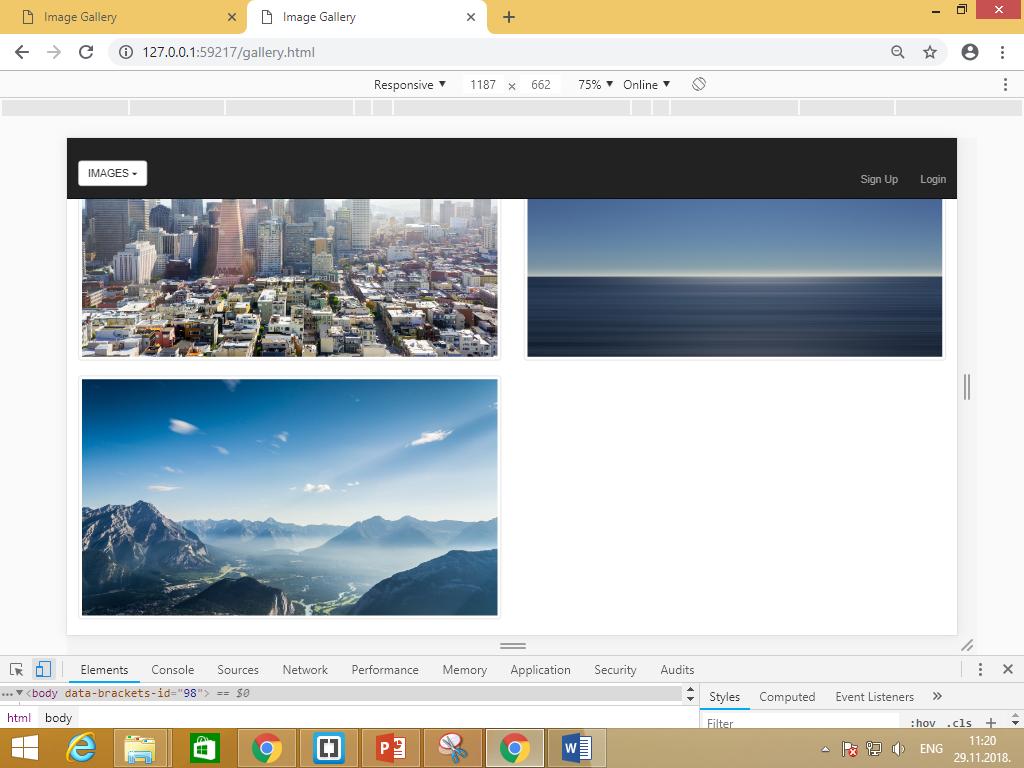 Image Gallery
Image Gallery
127.0.0.1:59217/gallery.html
Responsive 1187 x 662 75% Online
IMAGES
Sign Up Login
Elements Console Sources Network Performance Memory Application Security Audits
<body data-brackets-id="98"> == $0
Styles Computed Event Listeners
html body
Filter :hov .cls +
ENG
11:20
29.11.2018.